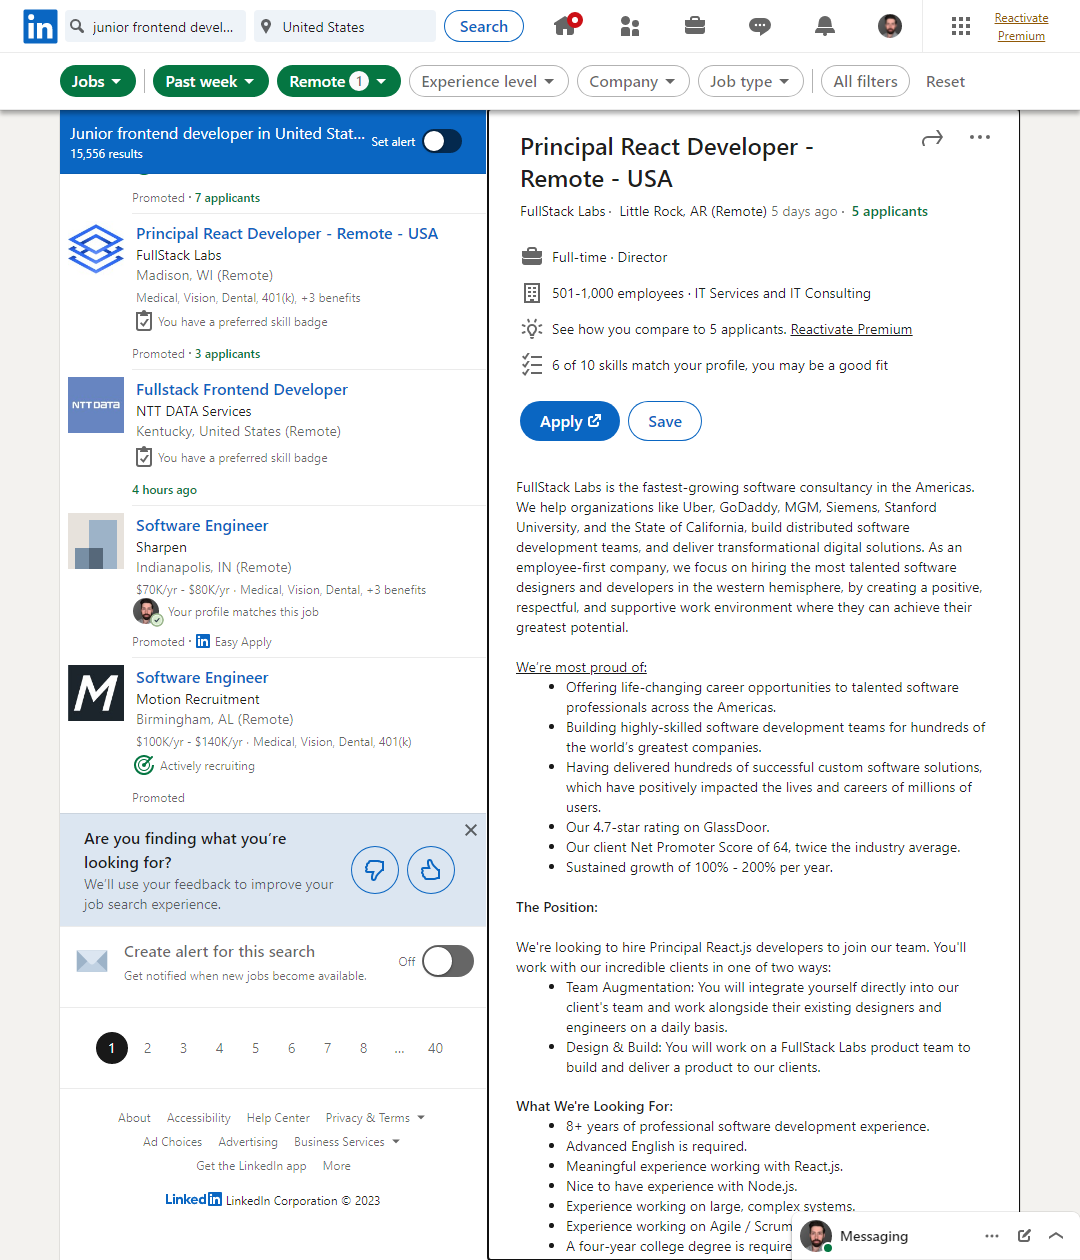 in
junior frontend devel...
United States
Search
Reactivate
Premium
Jobs
Past week
Remote 1
Experience level
Company
Job type
All filters
Reset
Junior frontend developer in United Stat...
15,556 results
Set alert
Promoted · 7 applicants
Principal React Developer - Remote - USA
FullStack Labs
Madison, WI (Remote)
Medical, Vision, Dental, 401(k), +3 benefits
You have a preferred skill badge
Promoted · 3 applicants
NTT DATA
Fullstack Frontend Developer
NTT DATA Services
Kentucky, United States (Remote)
You have a preferred skill badge
4 hours ago
Software Engineer
Sharpen
Indianapolis, IN (Remote)
$70K/yr - $80K/yr · Medical, Vision, Dental, +3 benefits
Your profile matches this job
Promoted · in Easy Apply
M
Software Engineer
Motion Recruitment
Birmingham, AL (Remote)
$100K/yr - $140K/yr · Medical, Vision, Dental, 401(k)
Actively recruiting
Promoted
Are you finding what you're
looking for?
We'll use your feedback to improve your
job search experience.
Create alert for this search
Get notified when new jobs become available.
Off
1 2 3 4 5 6 7 8 ... 40
About Accessibility Help Center Privacy & Terms
Ad Choices Advertising Business Services
Get the LinkedIn app More
LinkedIn LinkedIn Corporation © 2023
Principal React Developer -
Remote - USA
FullStack Labs · Little Rock, AR (Remote) 5 days ago · 5 applicants
Full-time · Director
501-1,000 employees · IT Services and IT Consulting
See how you compare to 5 applicants. Reactivate Premium
6 of 10 skills match your profile, you may be a good fit
Apply
Save
FullStack Labs is the fastest-growing software consultancy in the Americas.
We help organizations like Uber, GoDaddy, MGM, Siemens, Stanford
University, and the State of California, build distributed software
development teams, and deliver transformational digital solutions. As an
employee-first company, we focus on hiring the most talented software
designers and developers in the western hemisphere, by creating a positive,
respectful, and supportive work environment where they can achieve their
greatest potential.
We're most proud of:
• Offering life-changing career opportunities to talented software
professionals across the Americas.
• Building highly-skilled software development teams for hundreds of
the world's greatest companies.
• Having delivered hundreds of successful custom software solutions,
which have positively impacted the lives and careers of millions of
users.
• Our 4.7-star rating on GlassDoor.
• Our client Net Promoter Score of 64, twice the industry average.
• Sustained growth of 100% - 200% per year.
The Position:
We're looking to hire Principal React.js developers to join our team. You'll
work with our incredible clients in one of two ways:
• Team Augmentation: You will integrate yourself directly into our
client's team and work alongside their existing designers and
engineers on a daily basis.
• Design & Build: You will work on a FullStack Labs product team to
build and deliver a product to our clients.
What We're Looking For:
• 8+ years of professional software development experience.
• Advanced English is required.
• Meaningful experience working with React.js.
• Nice to have experience with Node.js.
• Experience working on large, complex systems.
• Experience working on Agile / Scrum
• A four-year college degree is require
Messaging